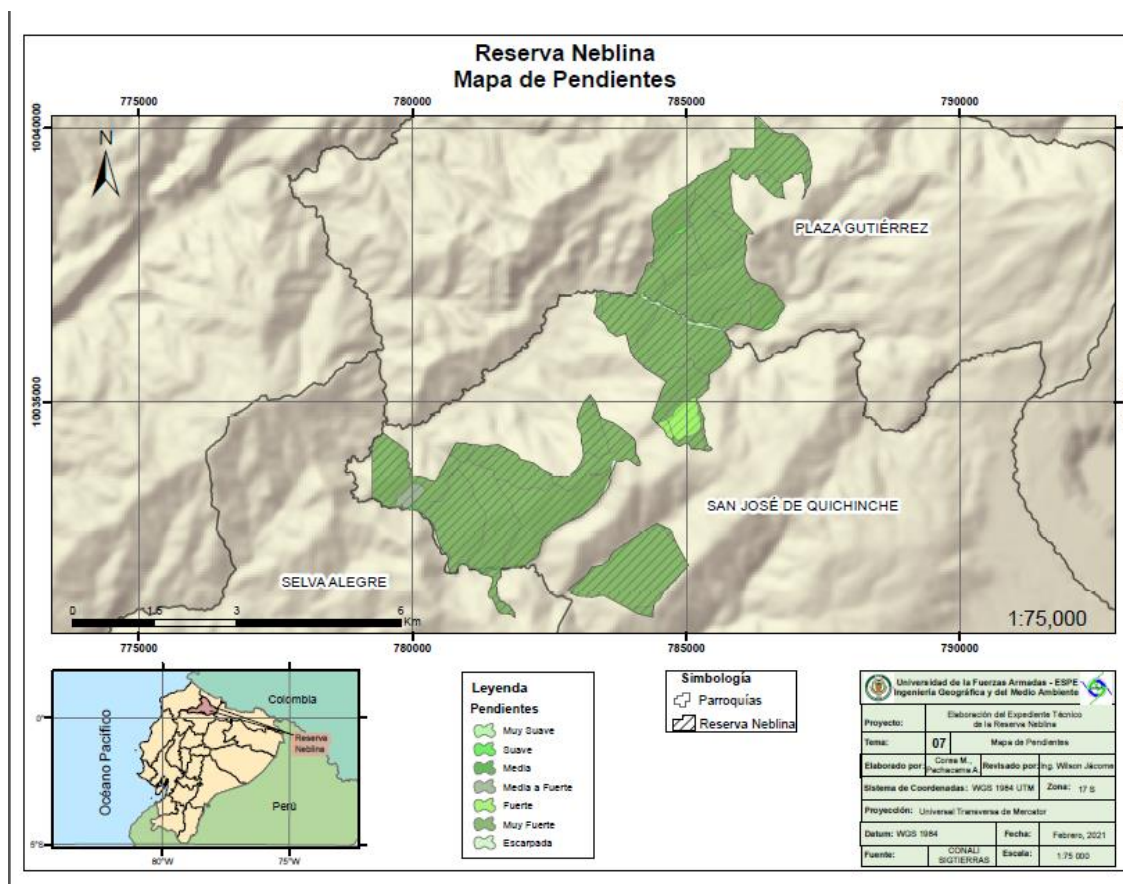 Reserva Neblina
Mapa de Pendientes
775000
780000
785000
790000
10040000
10040000
N
PLAZA GUTIÉRREZ
10035000
10035000
SAN JOSÉ DE QUICHINCHE
SELVA ALEGRE
0 1.5 3 6
Km
1:75,000
775000
780000
785000
790000
Colombia
0°
0°
Reserva
Neblina
Océano Pacífico
Perú
5°S
5°S
80°W
75°W
Leyenda
Pendientes
Muy Suave
Suave
Media
Media a Fuerte
Fuerte
Muy Fuerte
Escarpada
Simbología
Parroquías
Reserva Neblina
Universidad de la Fuerzas Armadas - ESPE
Ingeniería Geográfica y del Medio Ambiente
Proyecto: Elaboración del Expediente Técnico
de la Reserva Neblina
Tema: 07 Mapa de Pendientes
Elaborado por: Corea M., Pachacama A. Revisado por: Ing. Wilson Jácome
Sistema de Coordenadas: WGS 1984 UTM Zona: 17 S
Proyección: Universal Transversa de Mercator
Datum: WGS 1984 Fecha: Febrero, 2021
Fuente: CONALI
SIGTIERRAS Escala: 1:75 000